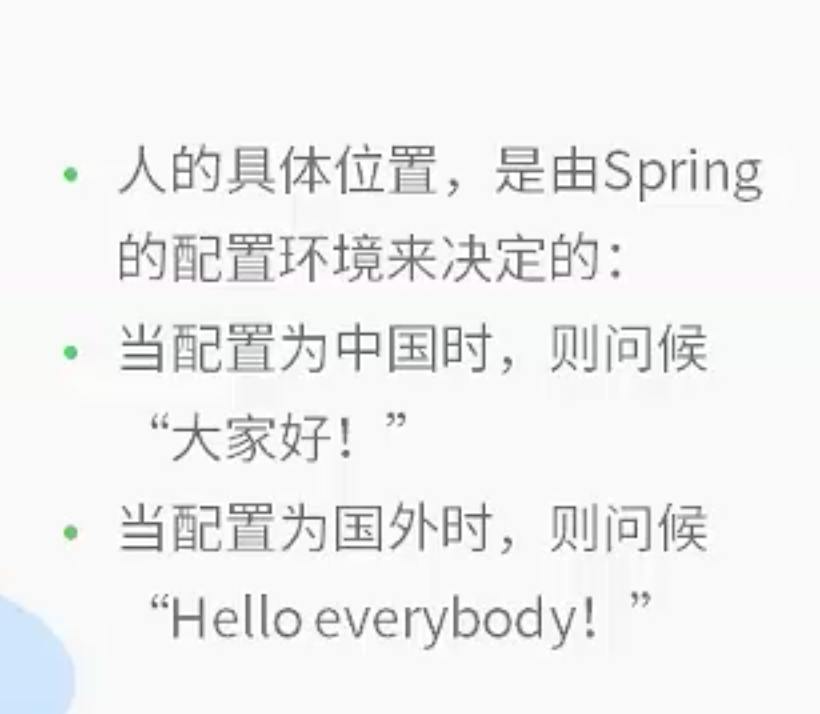 • 人的具体位置，是由Spring
的配置环境来决定的：
• 当配置为中国时，则问候
“大家好！”
• 当配置为国外时，则问候
“Hello everybody！”